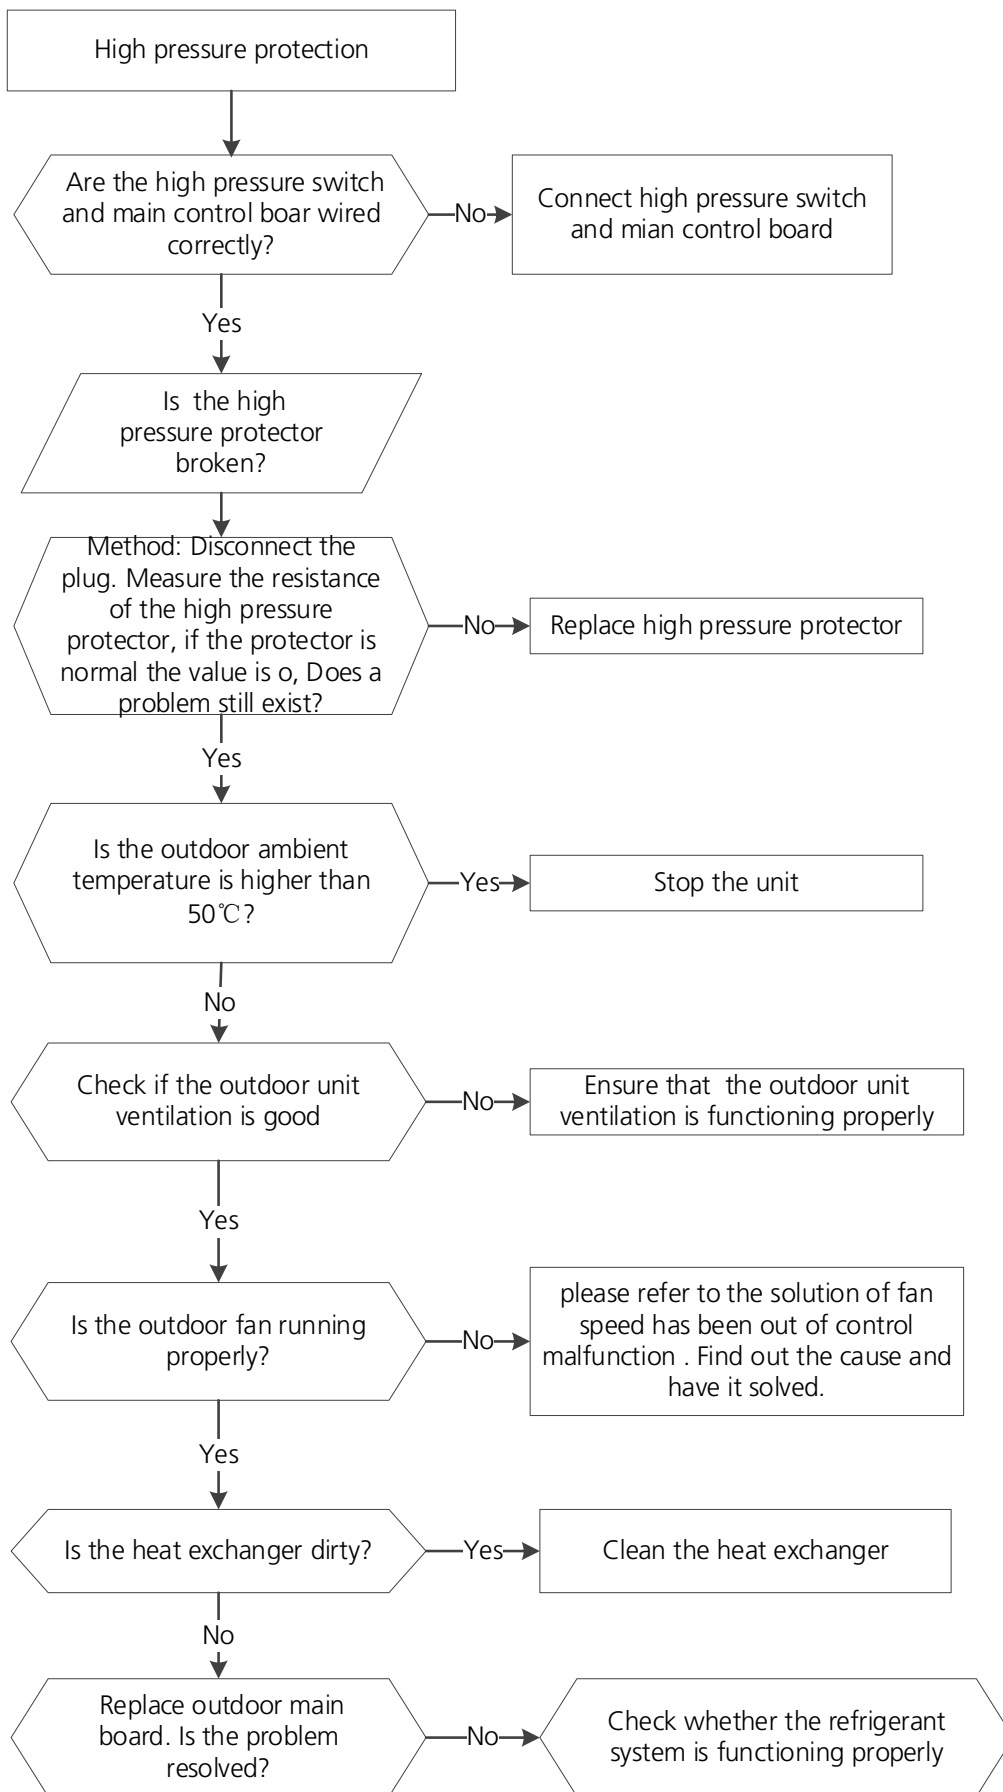 High pressure protection
Are the high pressure switch
and main control boar wired
correctly?
No
Connect high pressure switch
and mian control board
Yes
Is the high
pressure protector
broken?
Method: Disconnect the
plug. Measure the resistance
of the high pressure
protector, if the protector is
normal the value is o, Does a
problem still exist?
No
Replace high pressure protector
Yes
Is the outdoor ambient
temperature is higher than
50℃?
Yes
Stop the unit
No
Check if the outdoor unit
ventilation is good
No
Ensure that the outdoor unit
ventilation is functioning properly
Yes
Is the outdoor fan running
properly?
No
please refer to the solution of fan
speed has been out of control
malfunction . Find out the cause and
have it solved.
Yes
Is the heat exchanger dirty?
Yes
Clean the heat exchanger
No
Replace outdoor main
board. Is the problem
resolved?
No
Check whether the refrigerant
system is functioning properly